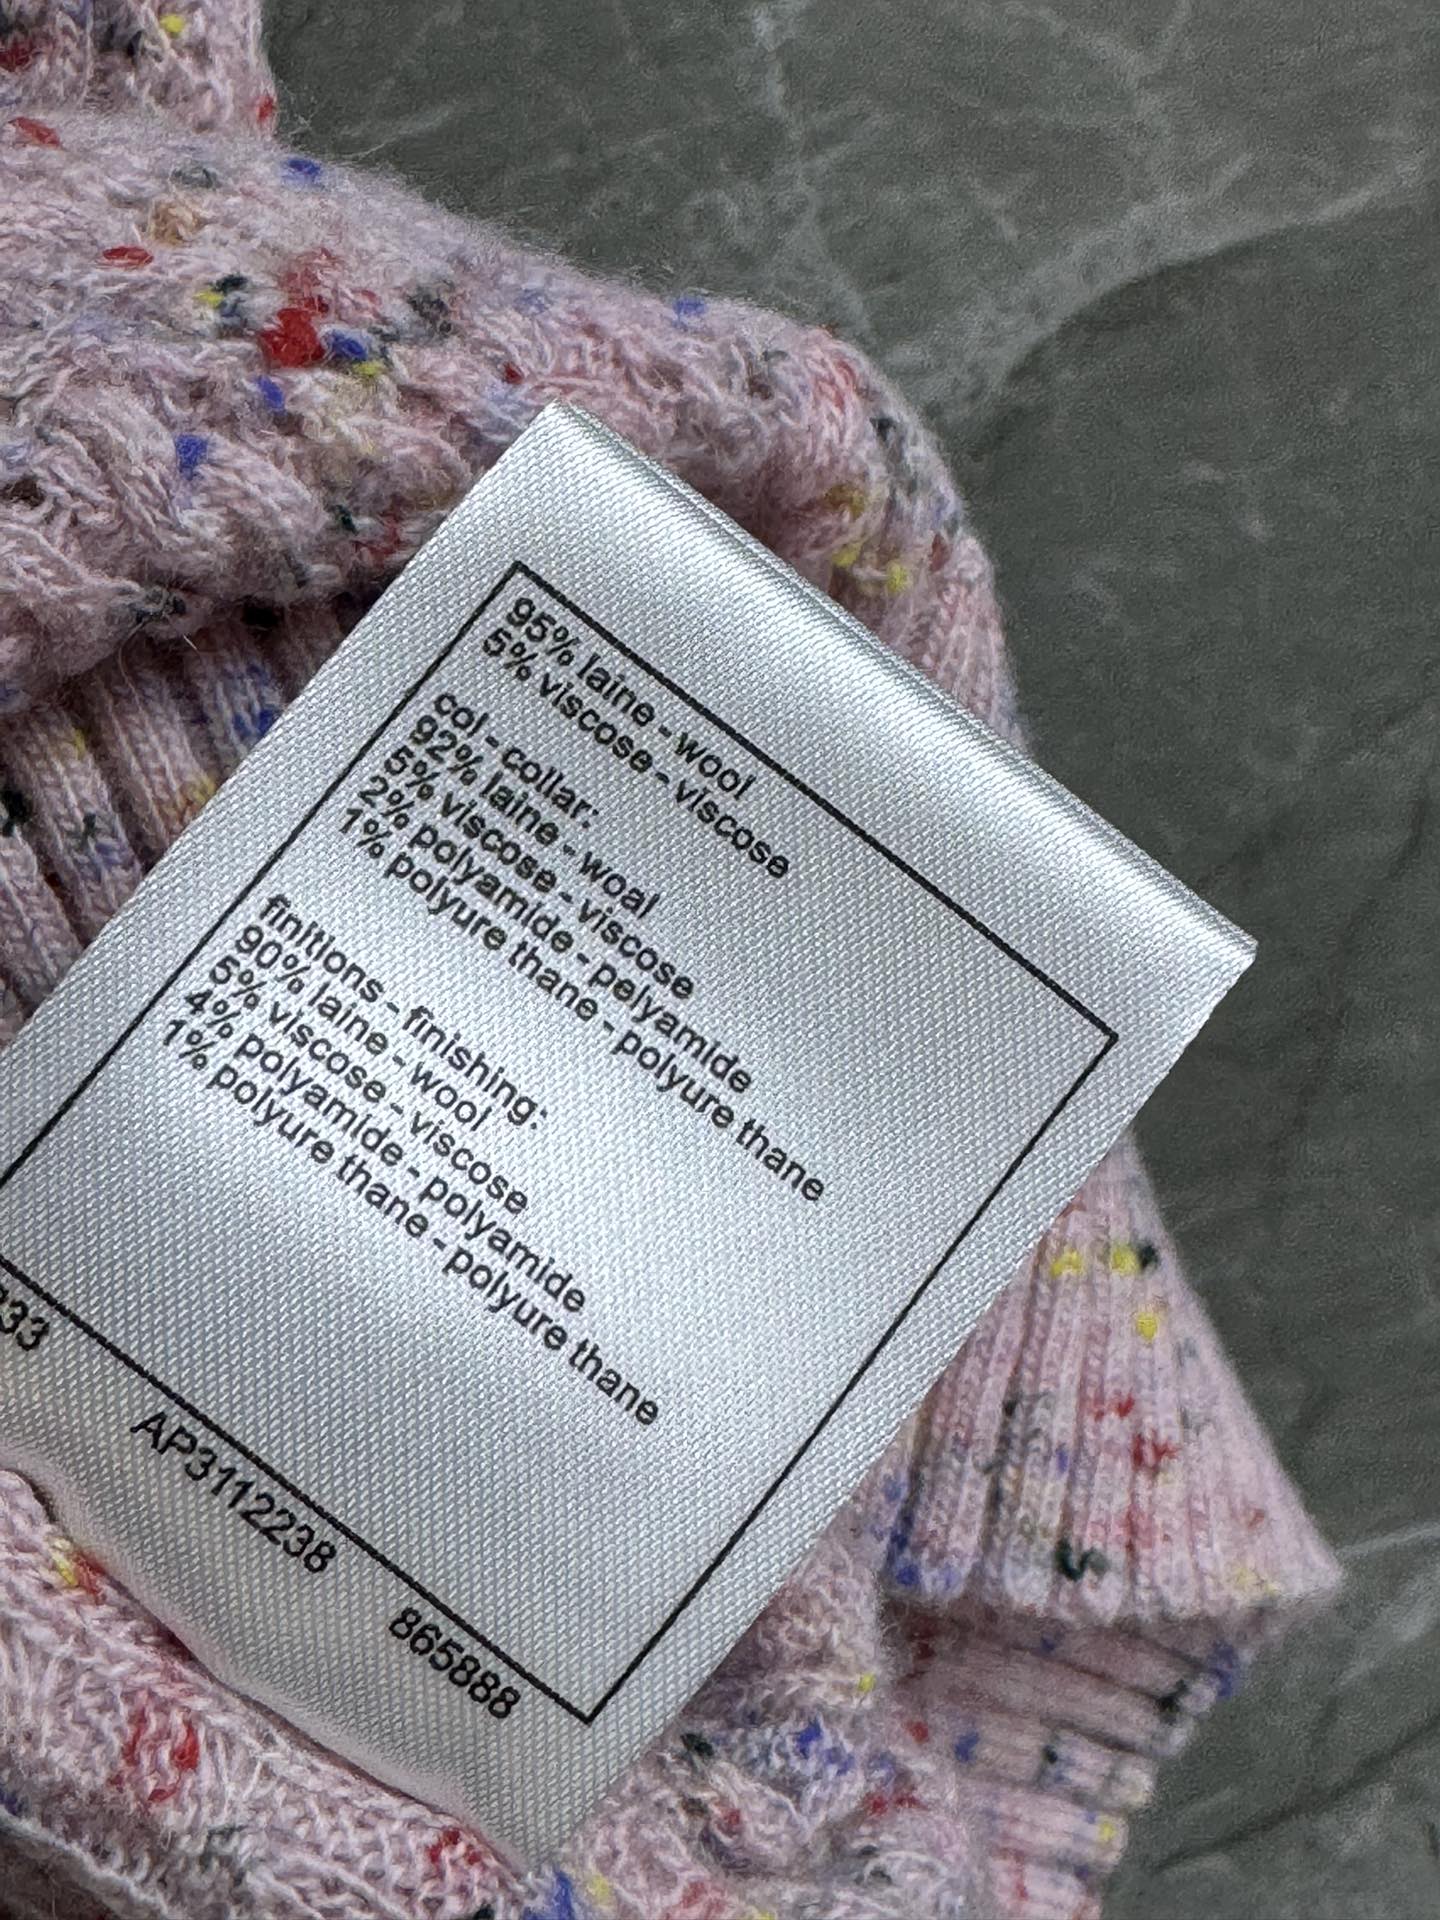 95% laine - wool
5% viscose - viscose
col - collar:
92% laine - woal
5% viscose - viscose
2% polyamide - pelyamide
1% polyure thane - polyure thane
finitions - finishing:
90% laine - wool
5% viscose - viscose
4% polyamide - polyamide
1% polyure thane - polyure thane
33 AP3112238 865888